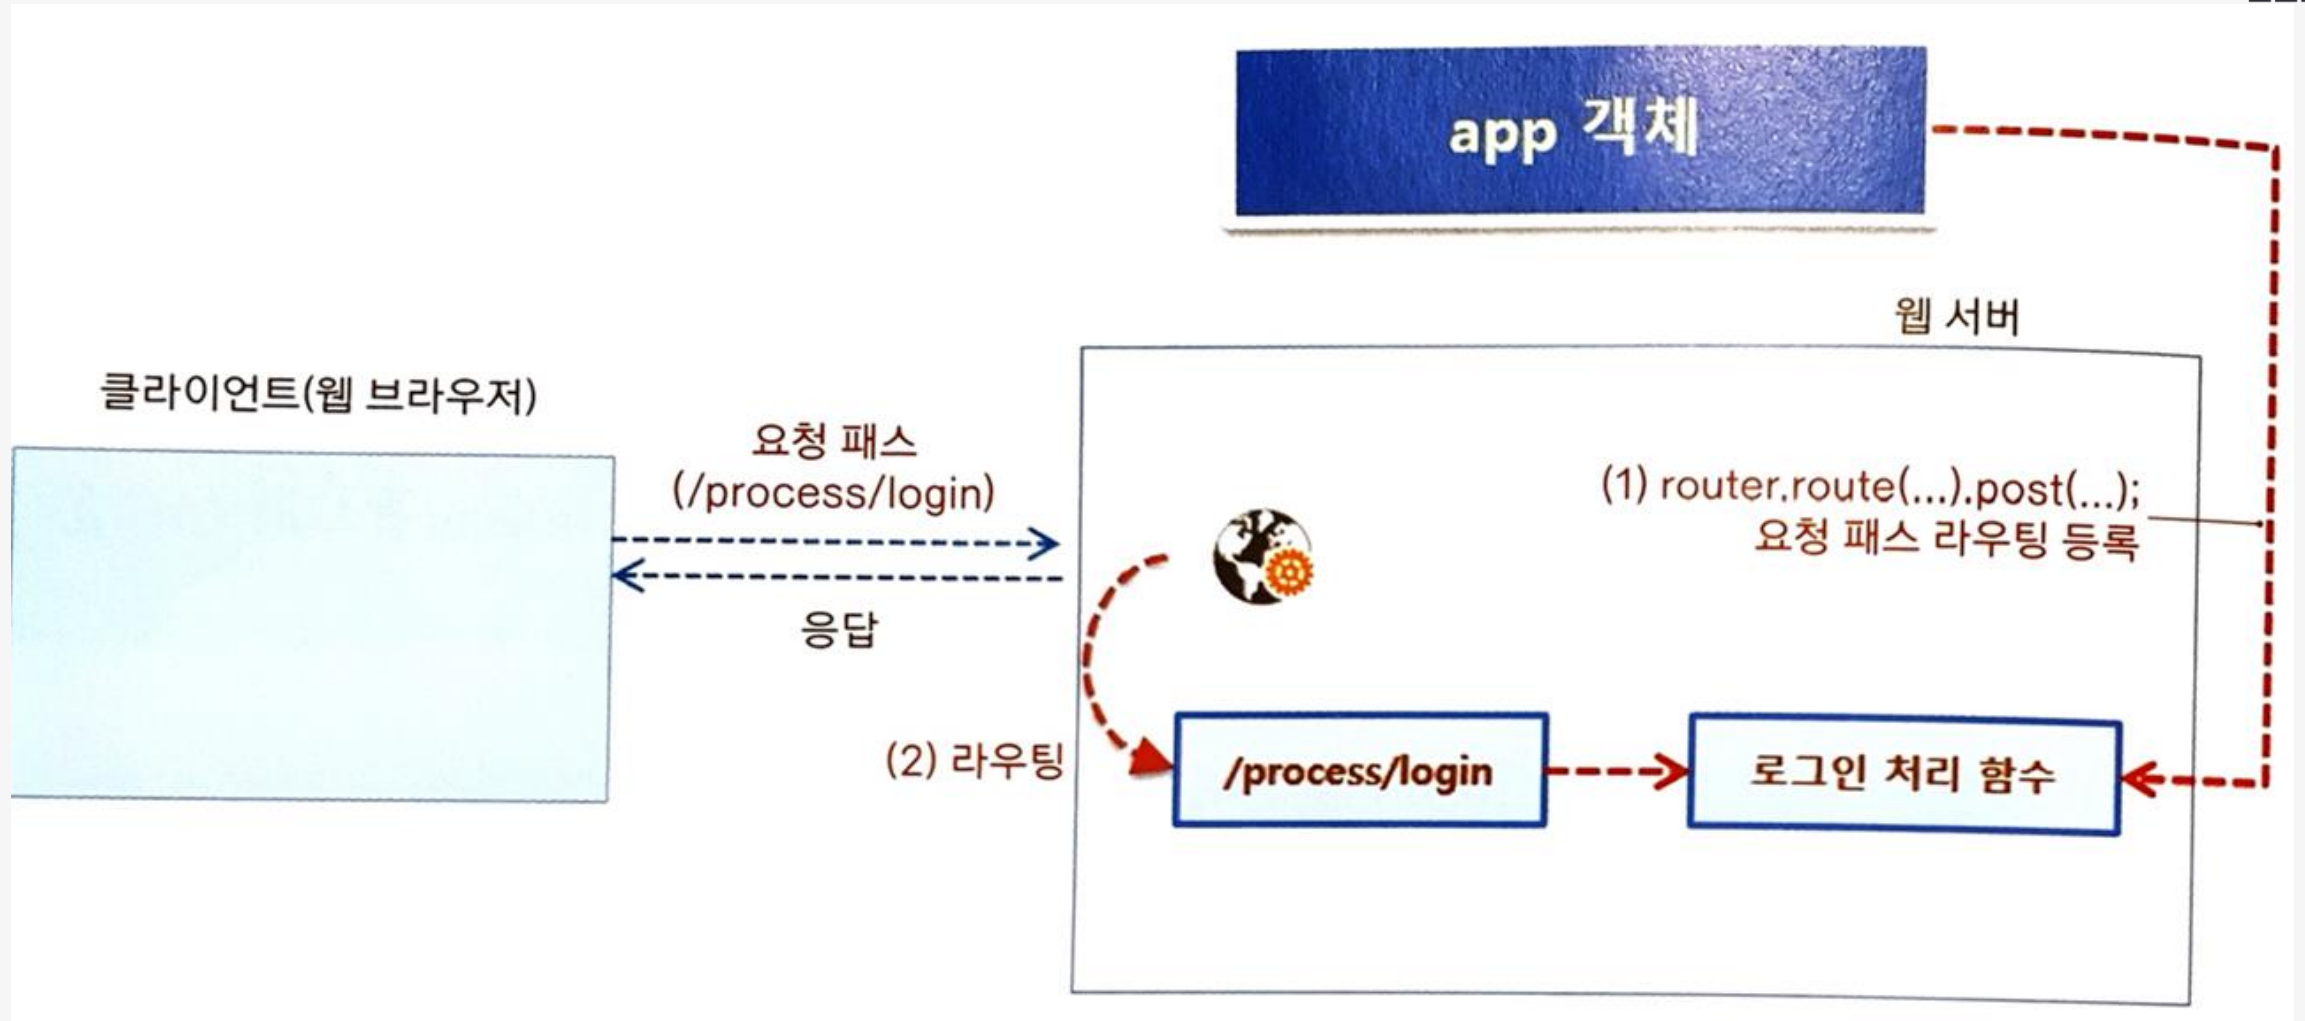 app 객체
웹 서버
클라이언트(웹 브라우저)
요청 패스
(/process/login)
응답
(1) router.route(...).post(...);
요청 패스 라우팅 등록
(2) 라우팅
/process/login
로그인 처리 함수